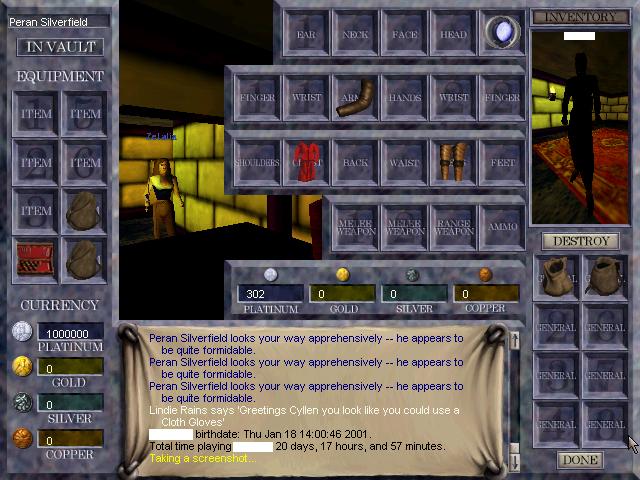 Peran Silverfield
IN VAULT
EQUIPMENT
ITEM
ITEM
ITEM
ITEM
ITEM
CURRENCY
1000000
PLATINUM
0
GOLD
0
SILVER
0
COPPER
Zelalia
EAR
NECK
FACE
HEAD
FINGER
WRIST
ARMS
HANDS
WRIST
FINGER
SHOULDERS
CHEST
BACK
WAIST
LEGS
FEET
MELEE WEAPON
MELEE WEAPON
RANGE WEAPON
AMMO
302
PLATINUM
0
GOLD
0
SILVER
0
COPPER
Peran Silverfield looks your way apprehensively -- he appears to
be quite formidable.
Peran Silverfield looks your way apprehensively -- he appears to
be quite formidable.
Peran Silverfield looks your way apprehensively -- he appears to
be quite formidable.
Lindie Rains says 'Greetings Cyllen you look like you could use a
Cloth Gloves'
birthdate: Thu Jan 18 14:00:46 2001.
Total time playing 20 days, 17 hours, and 57 minutes.
Taking a screenshot...
INVENTORY
DESTROY
GENERAL
GENERAL
GENERAL
GENERAL
GENERAL
GENERAL
DONE